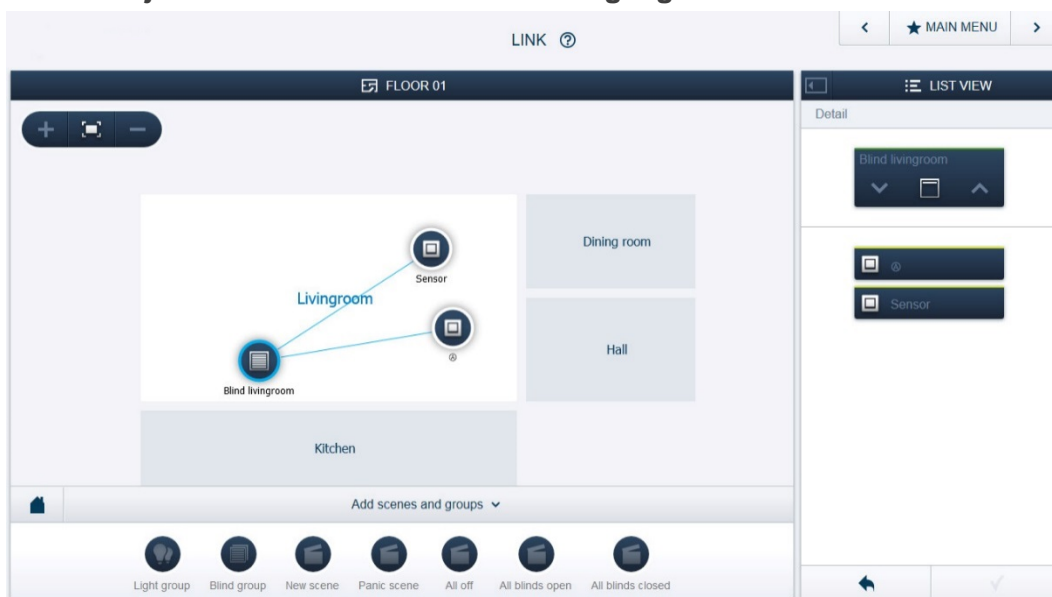 LINK ?
MAIN MENU
FLOOR 01
LIST VIEW
Detail
Blind livingroom
Dining room
Sensor
Livingroom
Sensor
Hall
Blind livingroom
Kitchen
Add scenes and groups
Light group
Blind group
New scene
Panic scene
All off
All blinds open
All blinds closed